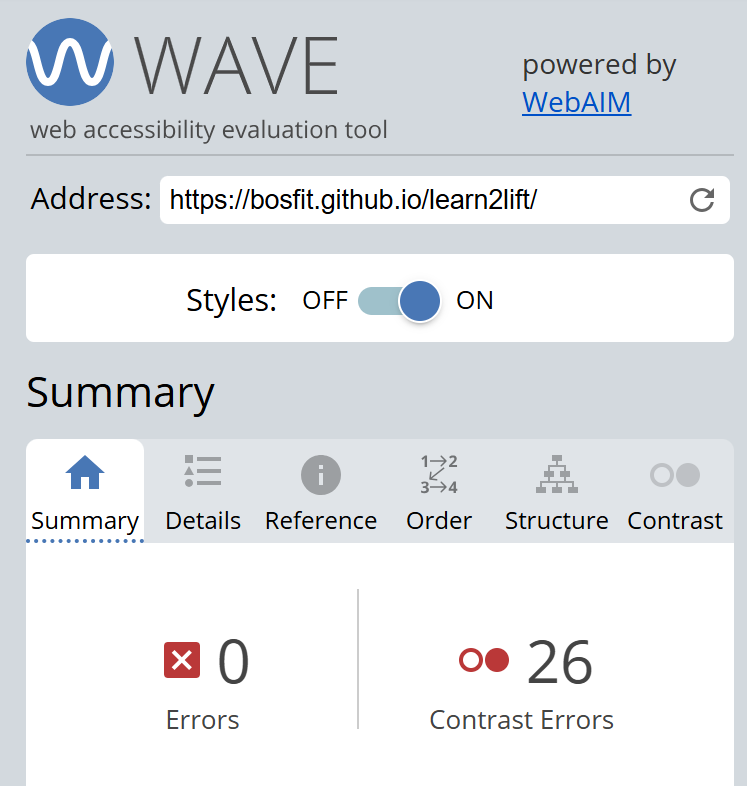 WAVE
powered by
WebAIM
web accessibility evaluation tool
Address: https://bosfit.github.io/learn2lift/
Styles: OFF ON
Summary
1→2
3→4
Summary Details Reference Order Structure Contrast
0 26
Errors Contrast Errors